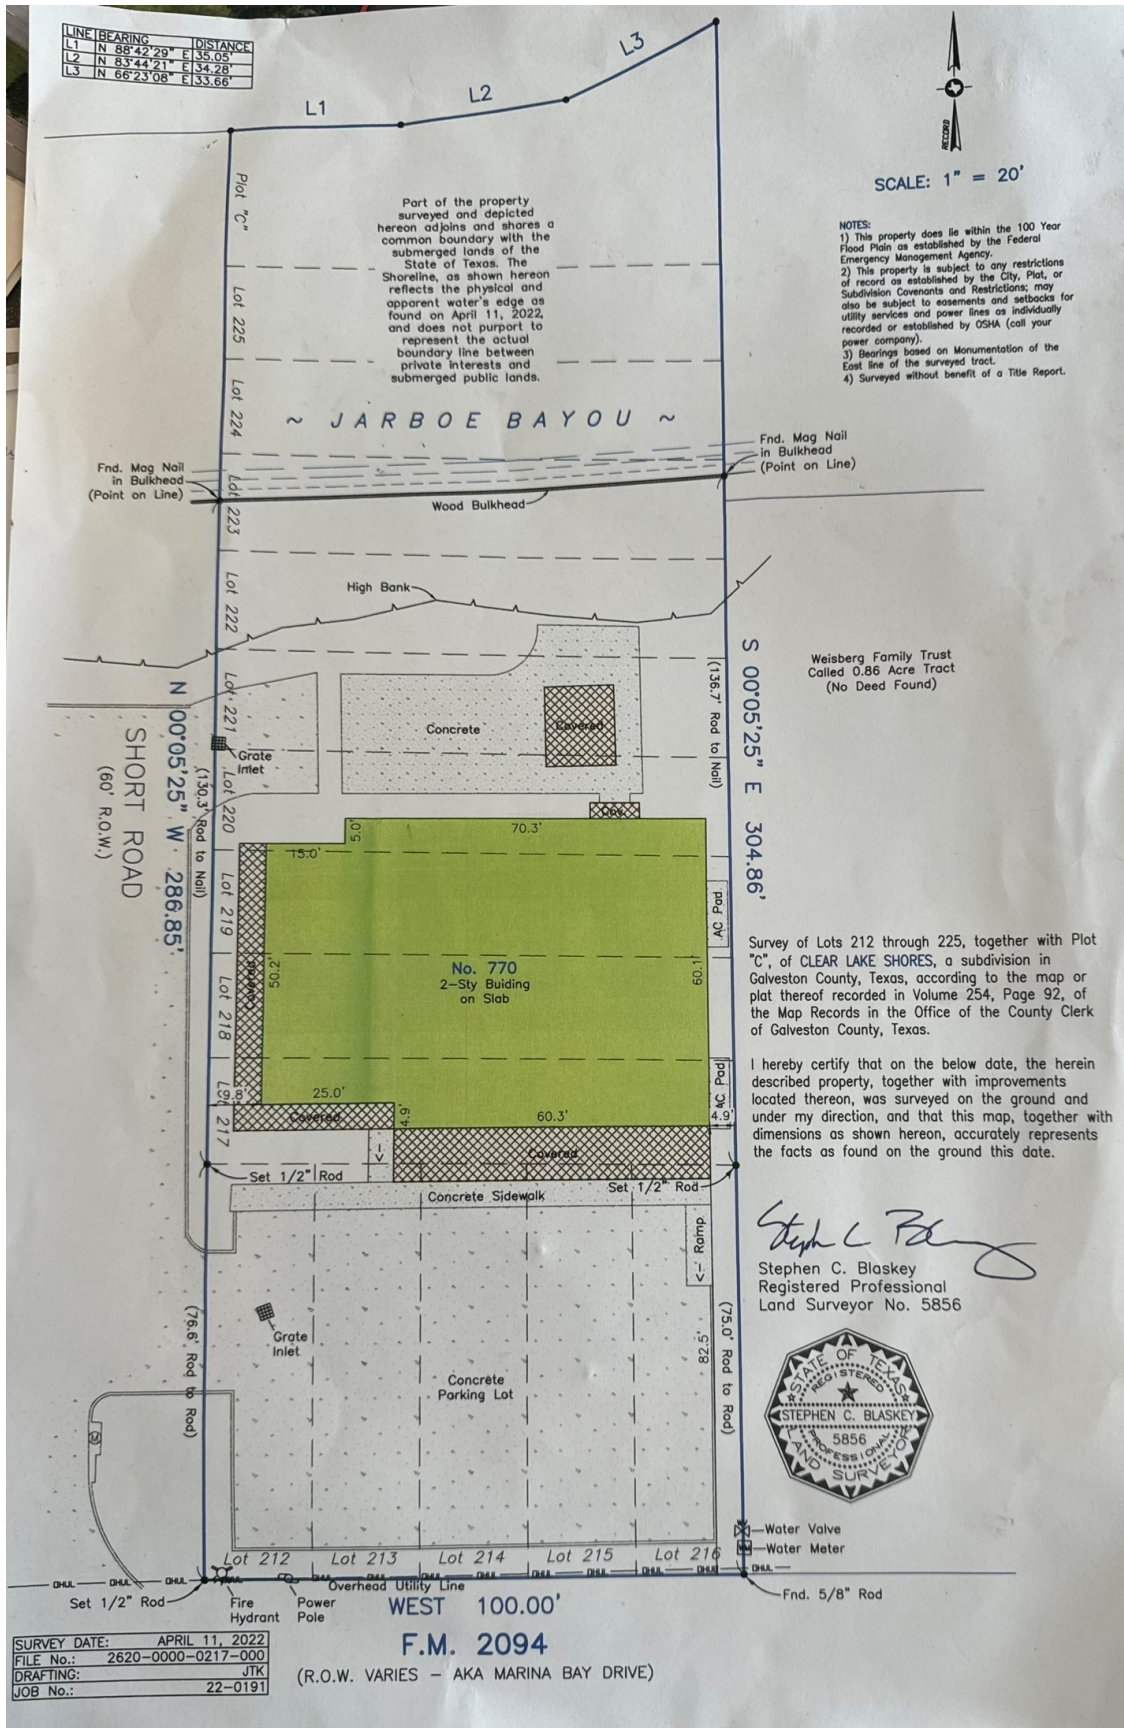 LINE BEARING DISTANCE
L1 N 88°42'29" E 35.05'
L2 N 83°44'21" E 34.28'
L3 N 66°23'08" E 33.66'
L1
L2
L3
RECORD
SCALE: 1" = 20'
Plot "C"
Part of the property
surveyed and depicted
hereon adjoins and shares a
common boundary with the
submerged lands of the
State of Texas. The
Shoreline, as shown hereon
reflects the physical and
apparent water's edge as
found on April 11, 2022,
and does not purport to
represent the actual
boundary line between
private interests and
submerged public lands.
NOTES:
1) This property does lie within the 100 Year
Flood Plain as established by the Federal
Emergency Management Agency.
2) This property is subject to any restrictions
of record as established by the City, Plat, or
Subdivision Covenants and Restrictions; may
also be subject to easements and setbacks for
utility services and power lines as individually
recorded or established by OSHA (call your
power company).
3) Bearings based on Monumentation of the
East line of the surveyed tract.
4) Surveyed without benefit of a Title Report.
Lot 225
Lot 224
~ JARBOE BAYOU ~
Fnd. Mag Nail
in Bulkhead
(Point on Line)
Fnd. Mag Nail
in Bulkhead
(Point on Line)
Lot 223
Wood Bulkhead
High Bank
Lot 222
Lot 221
Weisberg Family Trust
Called 0.86 Acre Tract
(No Deed Found)
(136.7' Rod to Nail)
S 00°05'25" E 304.86'
Concrete
Covered
Grate
Inlet
N 00°05'25" W 286.85'
SHORT ROAD
(60' R.O.W.)
(130.3' Rod to Nail)
Lot 220
Cov.
5.0'
70.3'
15.0'
Lot 219
AC Pad
Covered
50.2'
No. 770
2-Sty Buiding
on Slab
60.1'
Lot 218
Survey of Lots 212 through 225, together with Plot
"C", of CLEAR LAKE SHORES, a subdivision in
Galveston County, Texas, according to the map or
plat thereof recorded in Volume 254, Page 92, of
the Map Records in the Office of the County Clerk
of Galveston County, Texas.
I hereby certify that on the below date, the herein
described property, together with improvements
located thereon, was surveyed on the ground and
under my direction, and that this map, together with
dimensions as shown hereon, accurately represents
the facts as found on the ground this date.
9.8'
25.0'
AC Pad
Lot 217
Covered
4.9'
60.3'
4.9'
Covered
<--
Set 1/2" Rod
Set 1/2" Rod
Concrete Sidewalk
<-- Ramp
Stephen C. Blaskey
Registered Professional
Land Surveyor No. 5856
(76.6' Rod to Rod)
Grate
Inlet
82.5'
(75.0' Rod to Rod)
Concrete
Parking Lot
STATE OF TEXAS
REGISTERED
STEPHEN C. BLASKEY
5856
PROFESSIONAL
LAND SURVEYOR
M
Water Valve
Water Meter
Lot 212 Lot 213 Lot 214 Lot 215 Lot 216
OHUL OHUL OHUL OHUL OHUL OHUL OHUL OHUL OHUL OHUL
Overhead Utility Line
Set 1/2" Rod
Fire
Hydrant
Power
Pole
Fnd. 5/8" Rod
WEST 100.00'
F.M. 2094
(R.O.W. VARIES - AKA MARINA BAY DRIVE)
SURVEY DATE: APRIL 11, 2022
FILE No.: 2620-0000-0217-000
DRAFTING: JTK
JOB No.: 22-0191